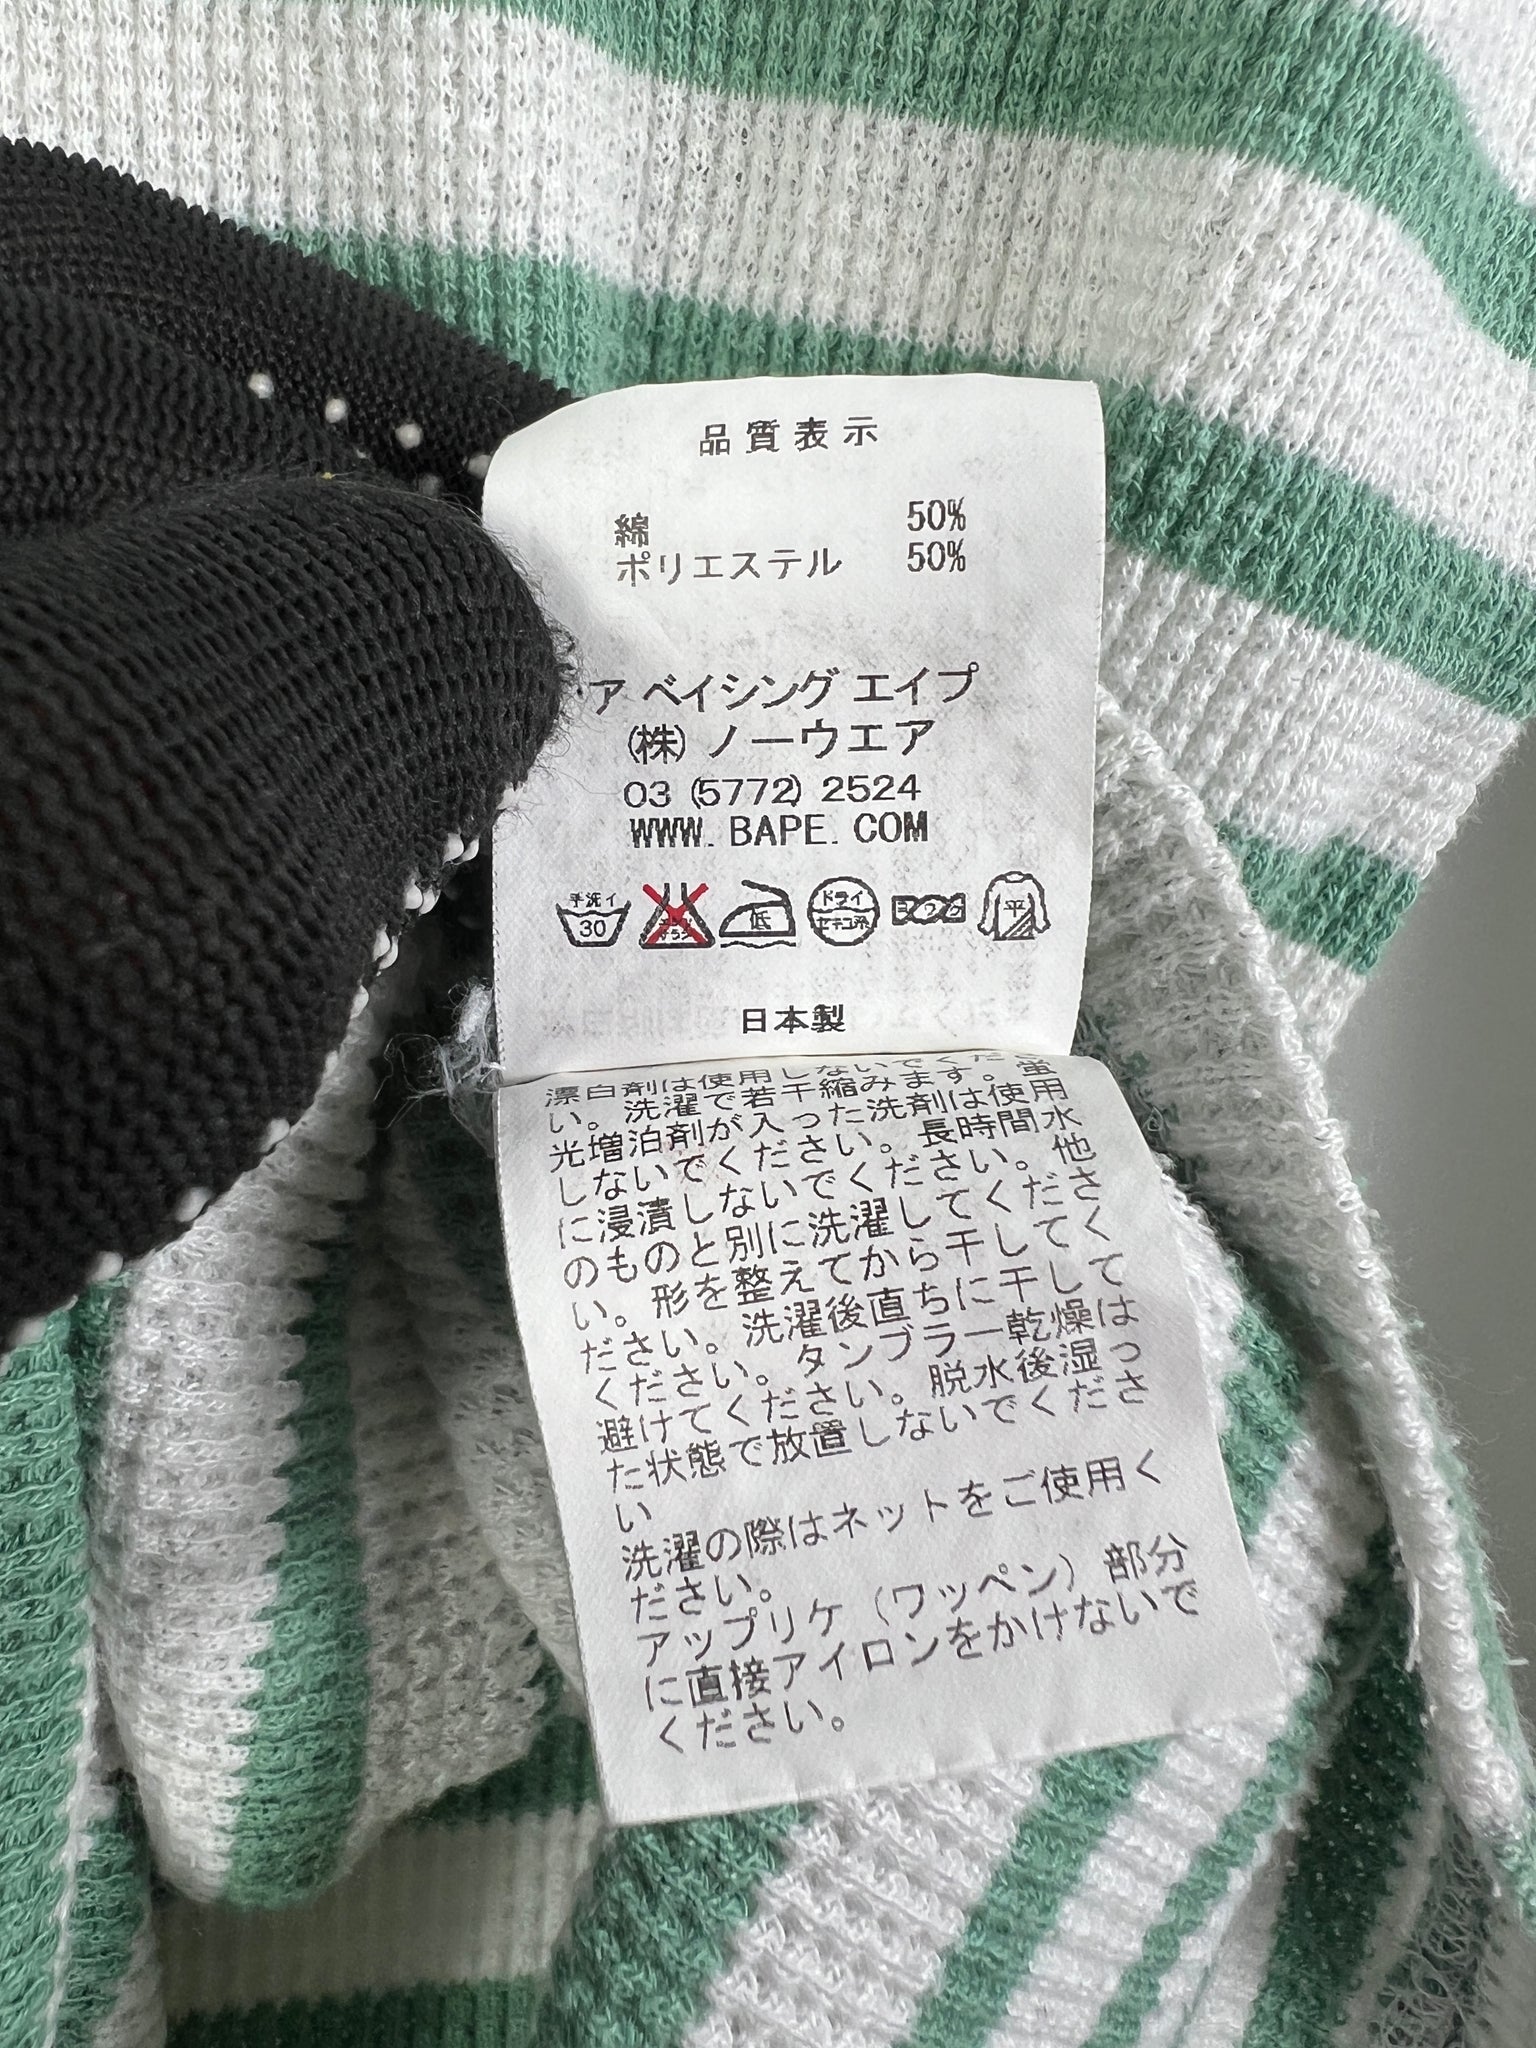 品質表示
綿 50%
ポリエステル 50%
ア ベイシング エイプ
(株) ノーウエア
03 (5772) 2524
WWW. BAPE. COM
手洗イ ドライ
30 低 セキユ系 平
日本製
漂白剤は使用しないでくださ
い。洗濯で若干縮みます。蛍
光増泊剤が入った洗剤は使用
しないでください。長時間水
に浸漬しないでください。他
のものと別に洗濯してくださ
い。形を整えてから干してく
ださい。洗濯後直ちに干して
ください。タンブラー乾燥は
避けてください。脱水後湿っ
た状態で放置しないでくださ
い
洗濯の際はネットをご使用く
ださい。
アップリケ（ワッペン）部分
に直接アイロンをかけないで
ください。